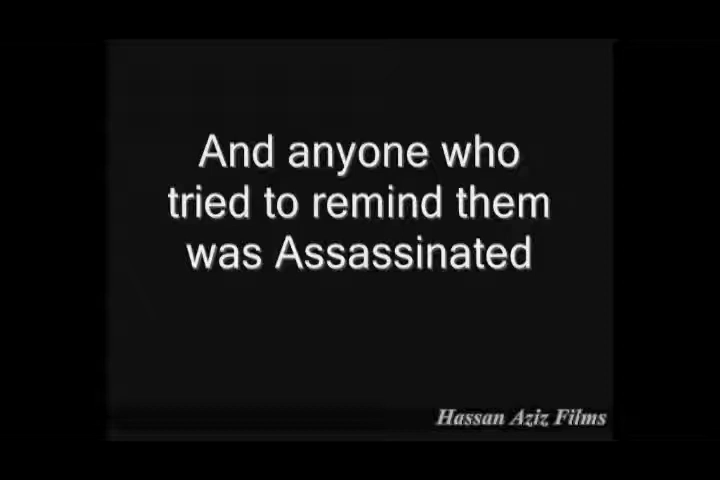 And anyone who
tried to remind them
was Assassinated
Hassan Aziz Films